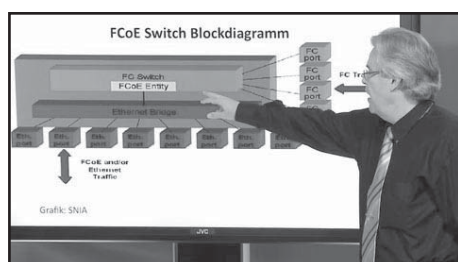 FCoE Switch Blockdiagramm
FC Switch
FCoE Entity
Ethernet Bridge
FC
port
FC
port
FC
port
FC
Eth.
port
Eth.
port
Eth.
port
Eth.
port
Eth.
port
Eth.
port
Eth.
port
FCoE and/or
Ethernet
Traffic
Grafik: SNIA
JVC